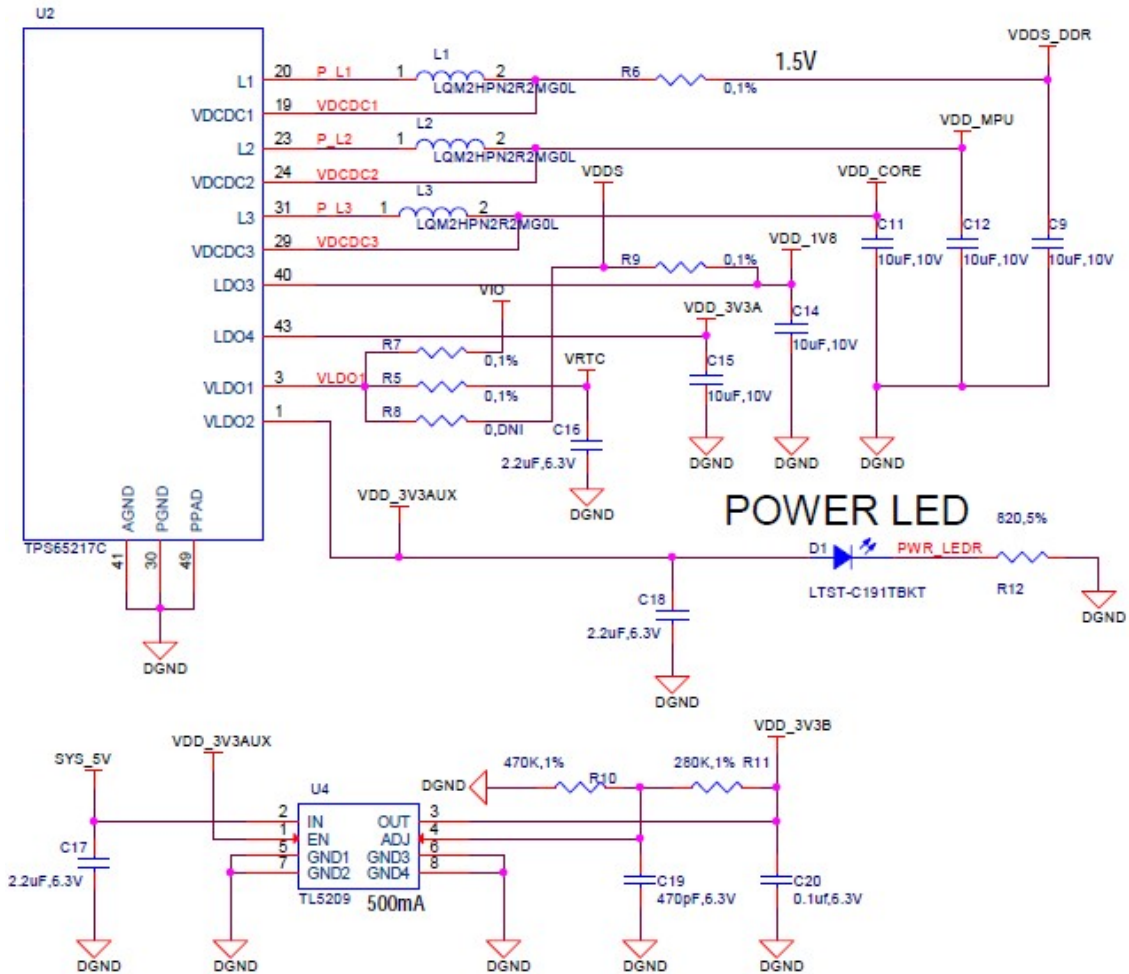 U2
L1
VDCDC1
L2
VDCDC2
L3
VDCDC3
LDO3
LDO4
VLDO1
VLDO2
AGND
PGND
PPAD
TPS65217C
41
30
49
DGND
20
P_L1
1
L1
2
LQM2HPN2R2MG0L
R6
0,1%
1.5V
VDDS_DDR
19
VDCDC1
23
P_L2
1
L2
2
LQM2HPN2R2MG0L
VDD_MPU
24
VDCDC2
31
P_L3
1
L3
2
LQM2HPN2R2MG0L
VDDS
VDD_CORE
29
VDCDC3
C11
10uF,10V
C12
10uF,10V
C9
10uF,10V
40
R9
0,1%
VDD_1V8
VIO
43
VDD_3V3A
C14
10uF,10V
R7
0,1%
C15
10uF,10V
3
VLDO1
R5
0,1%
VRTC
1
R8
0,DNI
C16
2.2uF,6.3V
DGND
DGND
DGND
DGND
VDD_3V3AUX
POWER LED
820,5%
D1
PWR_LEDR
LTST-C191TBKT
R12
DGND
C18
2.2uF,6.3V
DGND
SYS_5V
VDD_3V3AUX
VDD_3V3B
DGND
470K,1%
R10
280K,1% R11
U4
2
IN
OUT
3
1
EN
ADJ
4
5
GND1
GND3
6
7
GND2
GND4
8
TL5209
500mA
C17
2.2uF,6.3V
C19
470pF,6.3V
C20
0.1uf,6.3V
DGND
DGND
DGND
DGND
DGND